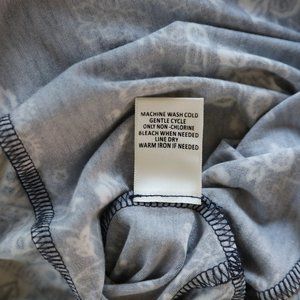 MACHINE WASH COLD
GENTLE CYCLE
ONLY NON-CHLORINE
BLEACH WHEN NEEDED
LINE DRY
WARM IRON IF NEEDED